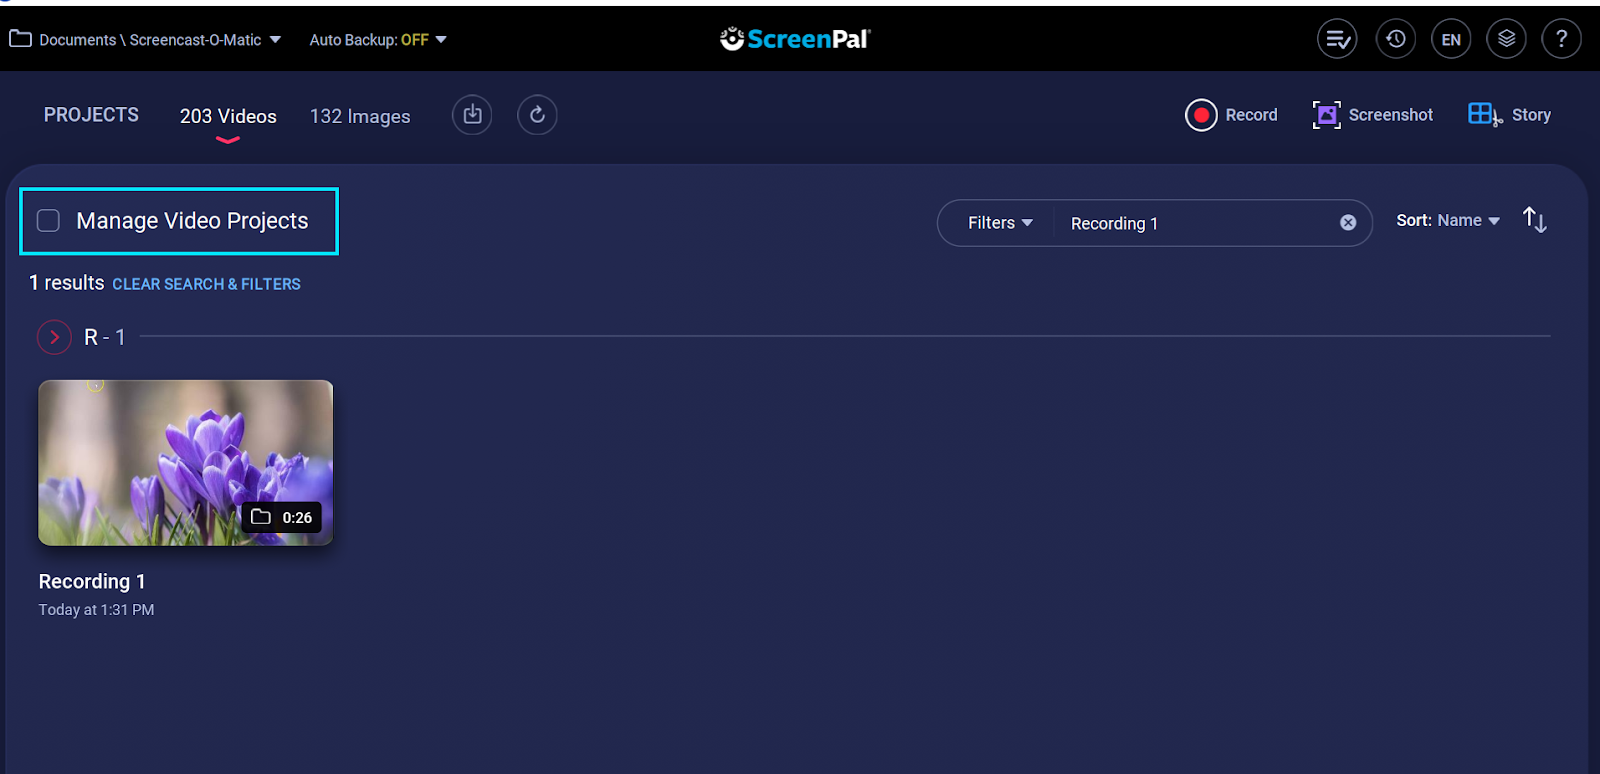 Documents \ Screencast-O-Matic Auto Backup: OFF ScreenPal EN ?
PROJECTS 203 Videos 132 Images Record Screenshot Story
Manage Video Projects Filters Recording 1 Sort: Name
1 results CLEAR SEARCH & FILTERS
R - 1
0:26
Recording 1
Today at 1:31 PM